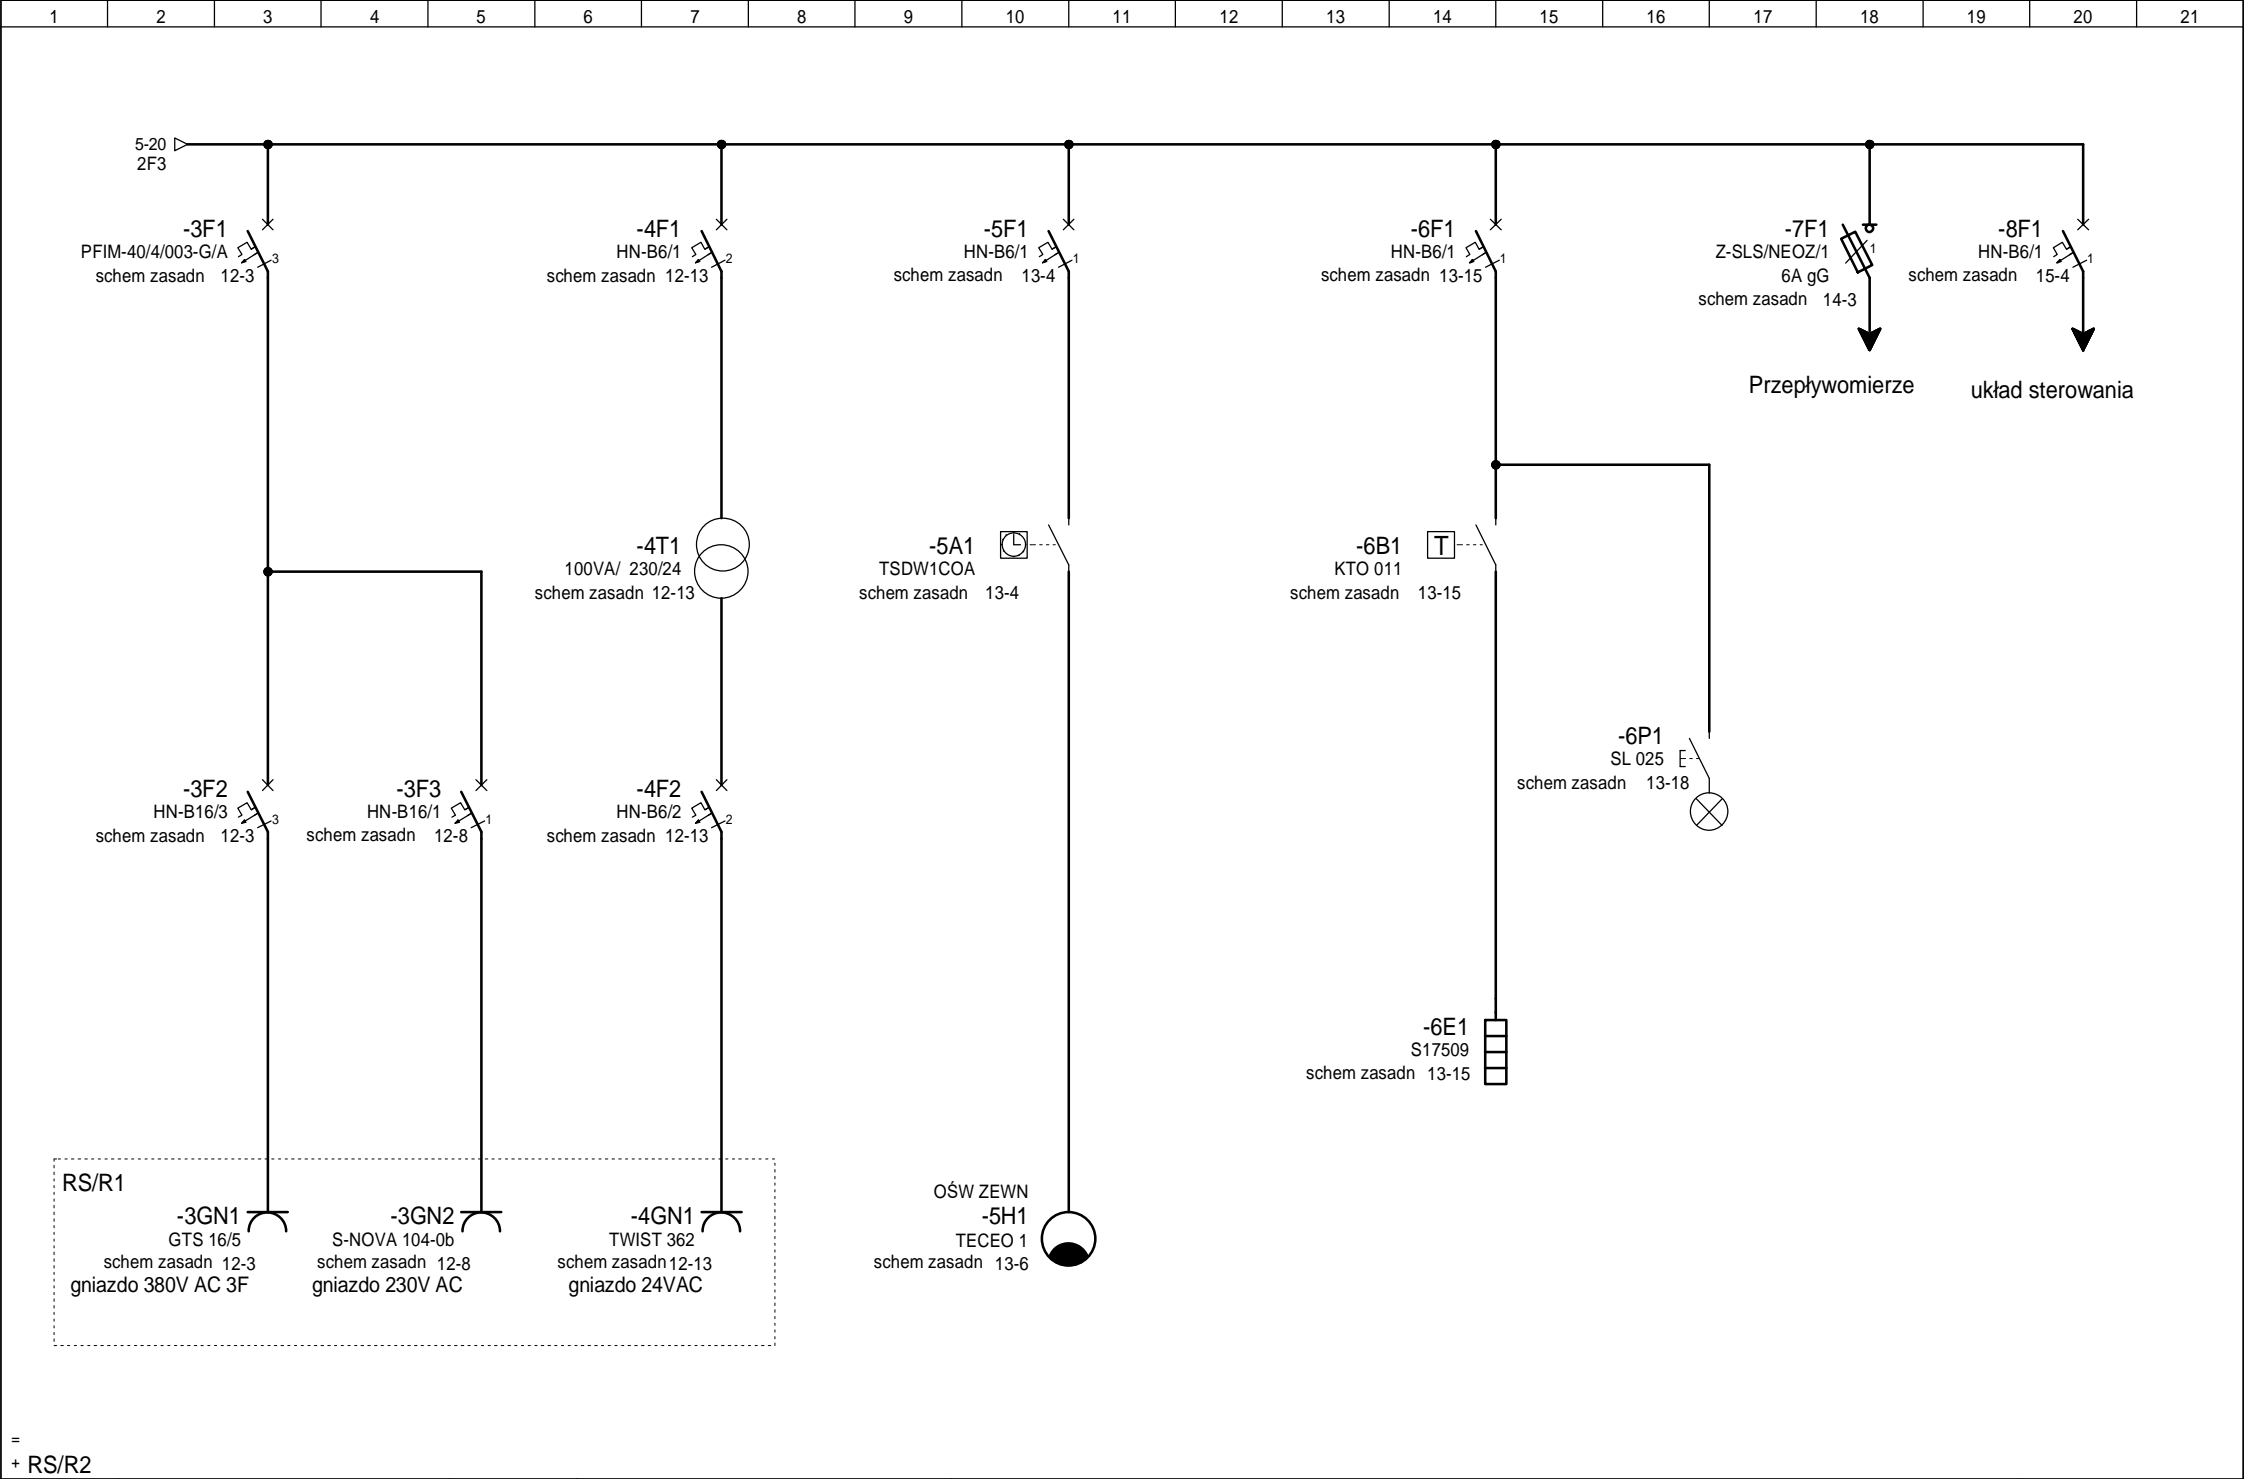 1 2 3 4 5 6 7 8 9 10 11 12 13 14 15 16 17 18 19 20 21
5-20
2F3
-3F1
PFIM-40/4/003-G/A
schem zasadn 12-3
3
-4F1
HN-B6/1
schem zasadn 12-13
2
-5F1
HN-B6/1
schem zasadn 13-4
1
-6F1
HN-B6/1
schem zasadn 13-15
1
-7F1
Z-SLS/NEOZ/1
6A gG
schem zasadn 14-3
1
Przepływomierze
-8F1
HN-B6/1
schem zasadn 15-4
1
układ sterowania
-4T1
100VA/ 230/24
schem zasadn 12-13
-5A1
TSDW1COA
schem zasadn 13-4
-6B1
KTO 011
schem zasadn 13-15
T
-6P1
SL 025
schem zasadn 13-18
-3F2
HN-B16/3
schem zasadn 12-3
3
-3F3
HN-B16/1
schem zasadn 12-8
1
-4F2
HN-B6/2
schem zasadn 12-13
2
-6E1
S17509
schem zasadn 13-15
RS/R1
-3GN1
GTS 16/5
schem zasadn 12-3
gniazdo 380V AC 3F
-3GN2
S-NOVA 104-0b
schem zasadn 12-8
gniazdo 230V AC
-4GN1
TWIST 362
schem zasadn 12-13
gniazdo 24VAC
OŚW ZEWN
-5H1
TECEO 1
schem zasadn 13-6
=
+ RS/R2